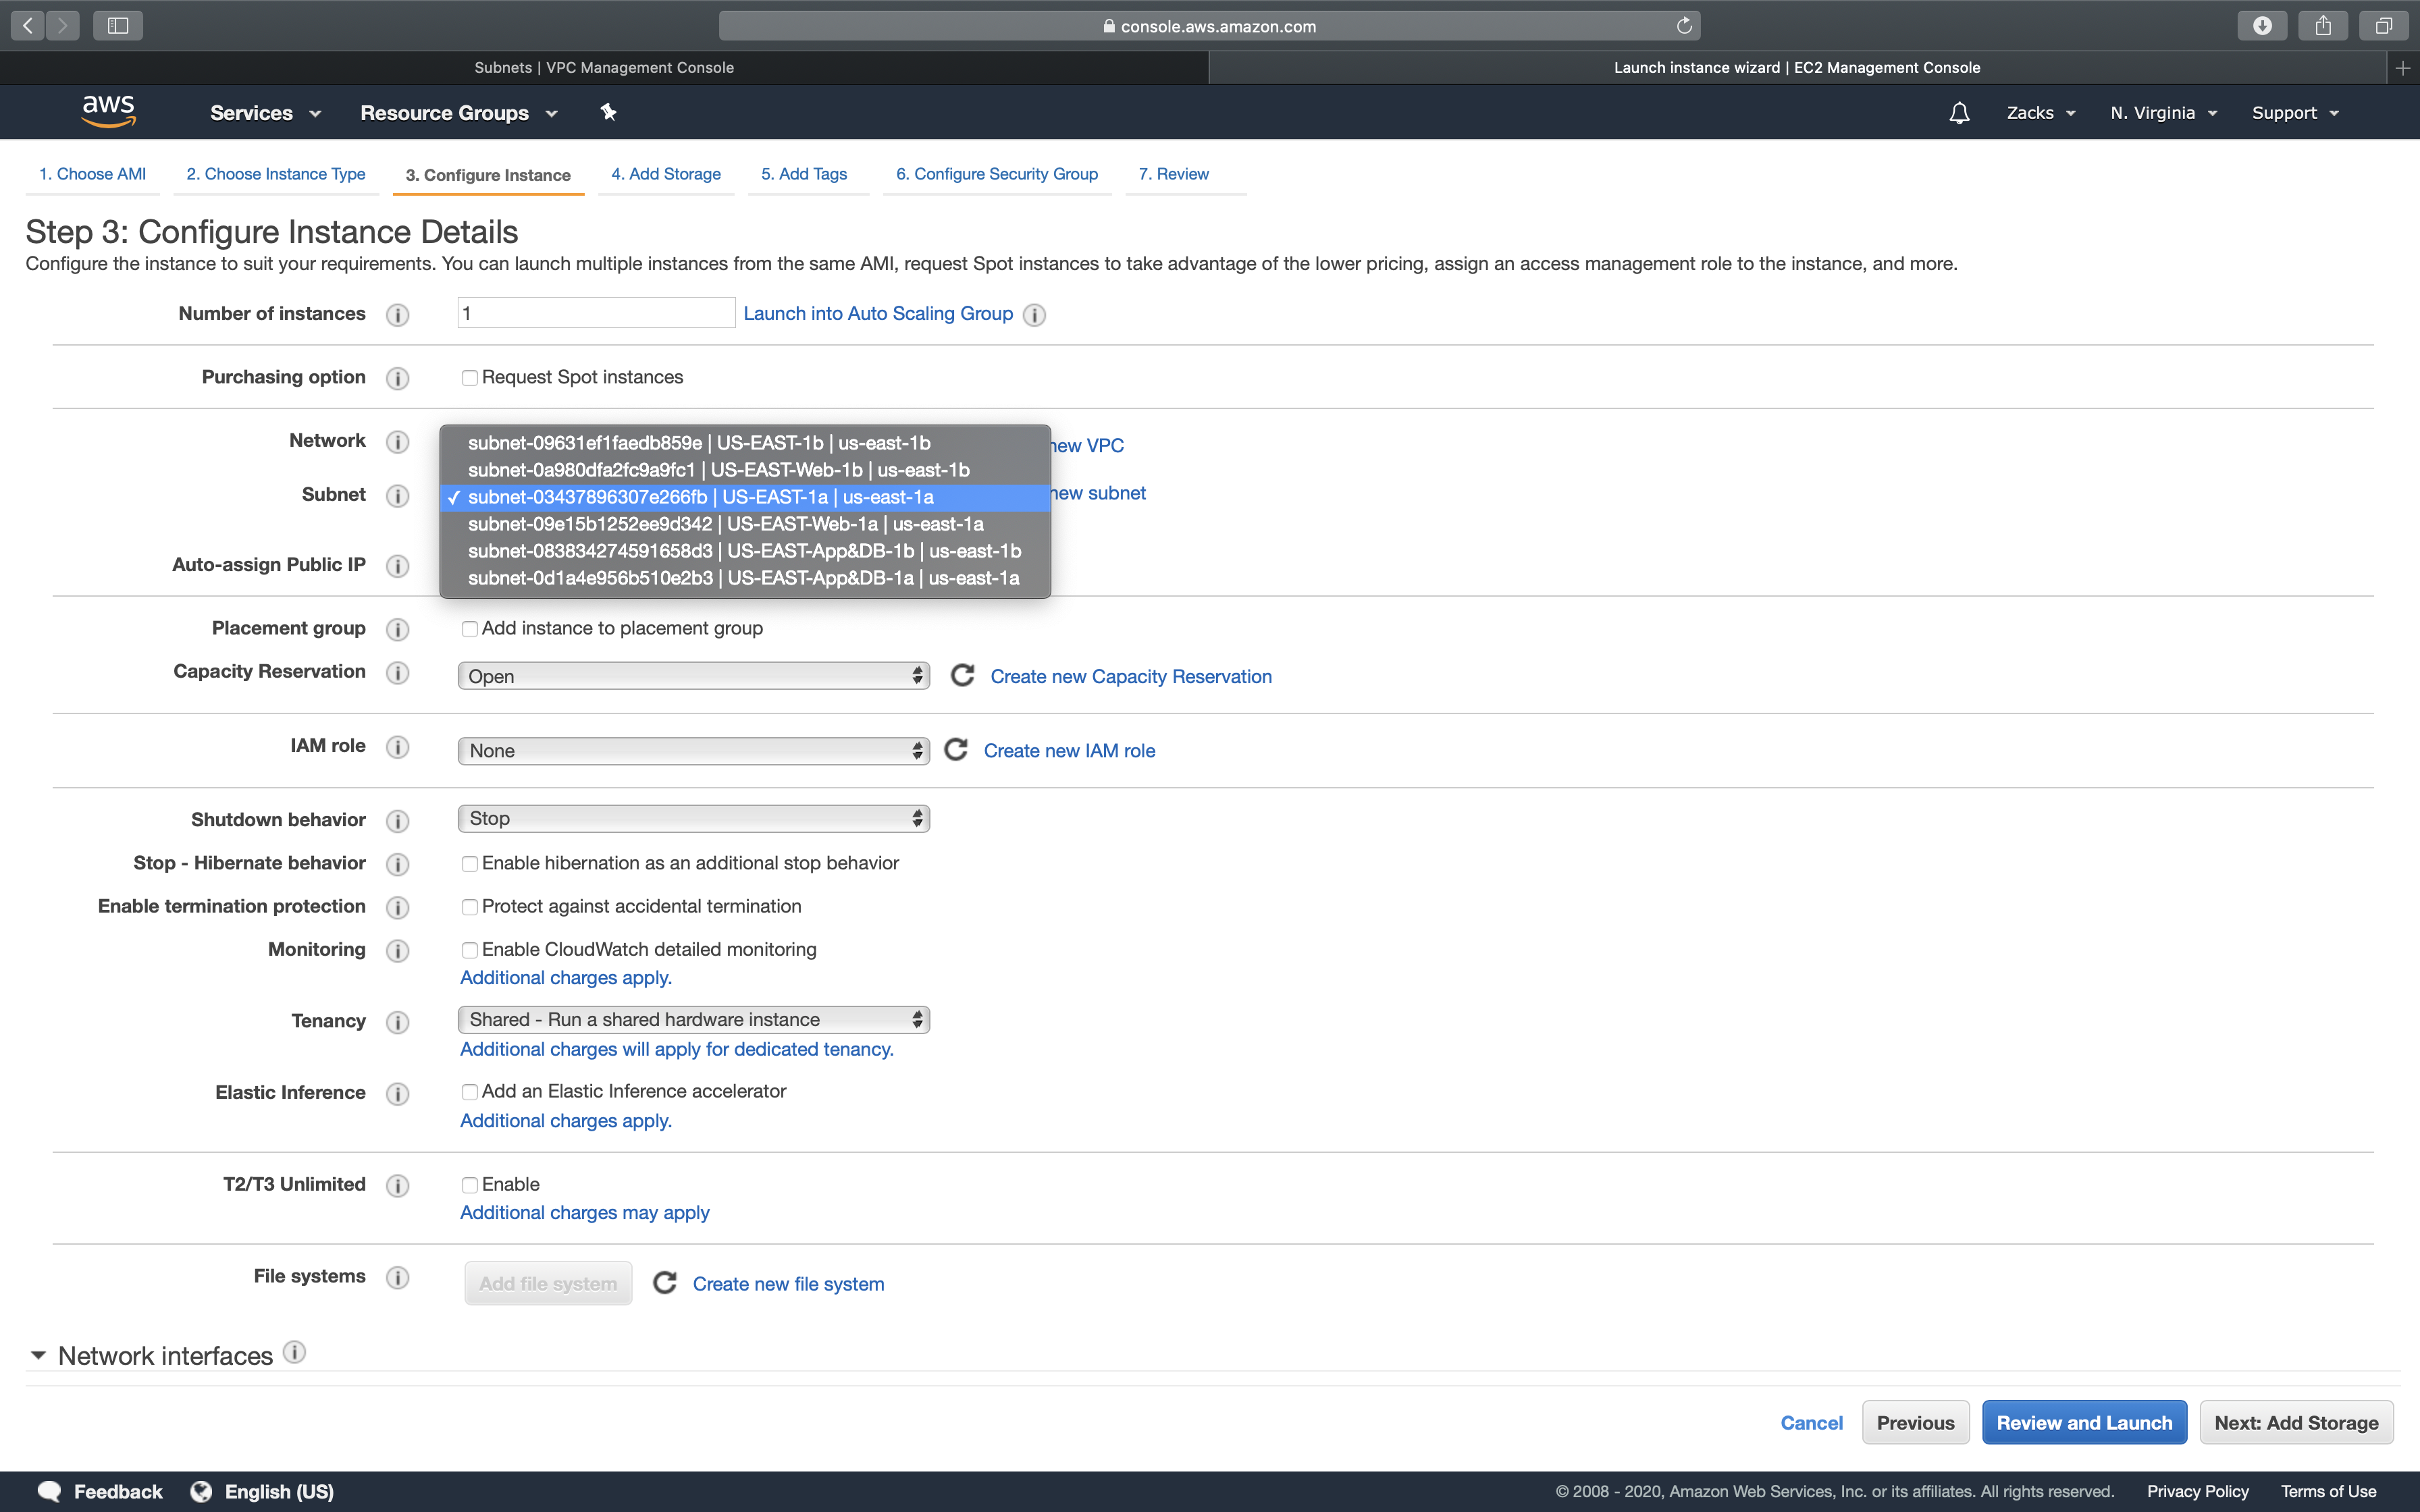 console.aws.amazon.com
Subnets | VPC Management Console
Launch instance wizard | EC2 Management Console
aws
Services
Resource Groups
Zacks
N. Virginia
Support
1. Choose AMI
2. Choose Instance Type
3. Configure Instance
4. Add Storage
5. Add Tags
6. Configure Security Group
7. Review
Step 3: Configure Instance Details
Configure the instance to suit your requirements. You can launch multiple instances from the same AMI, request Spot instances to take advantage of the lower pricing, assign an access management role to the instance, and more.
Number of instances
1
Launch into Auto Scaling Group
Purchasing option
Request Spot instances
Network
new VPC
Subnet
new subnet
subnet-09631ef1faedb859e | US-EAST-1b | us-east-1b
subnet-0a980dfa2fc9a9fc1 | US-EAST-Web-1b | us-east-1b
✓ subnet-03437896307e266fb | US-EAST-1a | us-east-1a
subnet-09e15b1252ee9d342 | US-EAST-Web-1a | us-east-1a
subnet-083834274591658d3 | US-EAST-App&DB-1b | us-east-1b
subnet-0d1a4e956b510e2b3 | US-EAST-App&DB-1a | us-east-1a
Auto-assign Public IP
Placement group
Add instance to placement group
Capacity Reservation
Open
Create new Capacity Reservation
IAM role
None
Create new IAM role
Shutdown behavior
Stop
Stop - Hibernate behavior
Enable hibernation as an additional stop behavior
Enable termination protection
Protect against accidental termination
Monitoring
Enable CloudWatch detailed monitoring
Additional charges apply.
Tenancy
Shared - Run a shared hardware instance
Additional charges will apply for dedicated tenancy.
Elastic Inference
Add an Elastic Inference accelerator
Additional charges apply.
T2/T3 Unlimited
Enable
Additional charges may apply
File systems
Add file system
Create new file system
Network interfaces
Cancel
Previous
Review and Launch
Next: Add Storage
Feedback
English (US)
© 2008 - 2020, Amazon Web Services, Inc. or its affiliates. All rights reserved.
Privacy Policy
Terms of Use